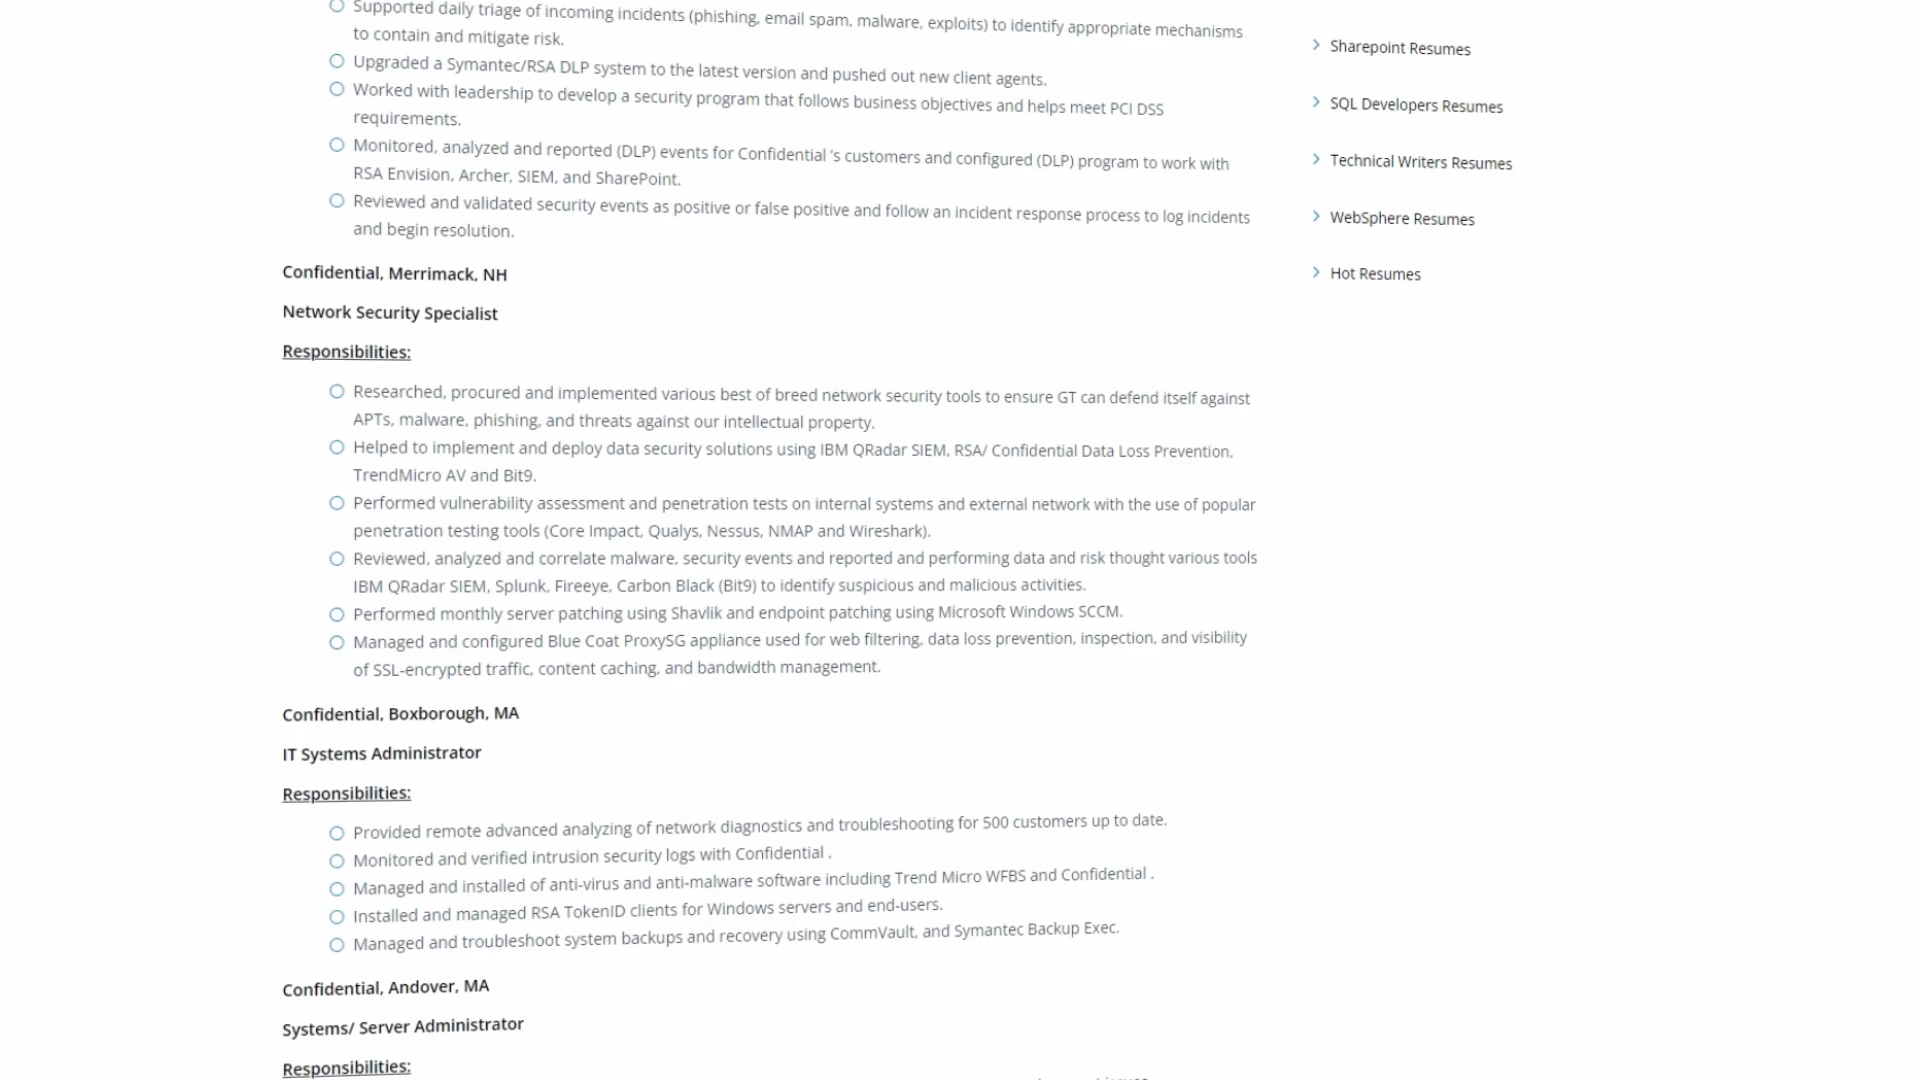 Supported daily triage of incoming incidents (phishing, email spam, malware, exploits) to identify appropriate mechanisms
to contain and mitigate risk.
Upgraded a Symantec/RSA DLP system to the latest version and pushed out new client agents.
Worked with leadership to develop a security program that follows business objectives and helps meet PCI DSS
requirements.
Monitored, analyzed and reported (DLP) events for Confidential 's customers and configured (DLP) program to work with
RSA Envision, Archer, SIEM, and SharePoint.
Reviewed and validated security events as positive or false positive and follow an incident response process to log incidents
and begin resolution.
Confidential, Merrimack, NH
Network Security Specialist
Responsibilities:
Researched, procured and implemented various best of breed network security tools to ensure GT can defend itself against
APTs, malware, phishing, and threats against our intellectual property.
Helped to implement and deploy data security solutions using IBM QRadar SIEM, RSA/ Confidential Data Loss Prevention,
TrendMicro AV and Bit9.
Performed vulnerability assessment and penetration tests on internal systems and external network with the use of popular
penetration testing tools (Core Impact, Qualys, Nessus, NMAP and Wireshark).
Reviewed, analyzed and correlate malware, security events and reported and performing data and risk thought various tools
IBM QRadar SIEM, Splunk, Fireeye, Carbon Black (Bit9) to identify suspicious and malicious activities.
Performed monthly server patching using Shavlik and endpoint patching using Microsoft Windows SCCM.
Managed and configured Blue Coat ProxySG appliance used for web filtering, data loss prevention, inspection, and visibility
of SSL-encrypted traffic, content caching, and bandwidth management.
Confidential, Boxborough, MA
IT Systems Administrator
Responsibilities:
Provided remote advanced analyzing of network diagnostics and troubleshooting for 500 customers up to date.
Monitored and verified intrusion security logs with Confidential .
Managed and installed of anti-virus and anti-malware software including Trend Micro WFBS and Confidential .
Installed and managed RSA TokenID clients for Windows servers and end-users.
Managed and troubleshoot system backups and recovery using CommVault, and Symantec Backup Exec.
Confidential, Andover, MA
Systems/ Server Administrator
Responsibilities:
Sharepoint Resumes
SQL Developers Resumes
Technical Writers Resumes
WebSphere Resumes
Hot Resumes